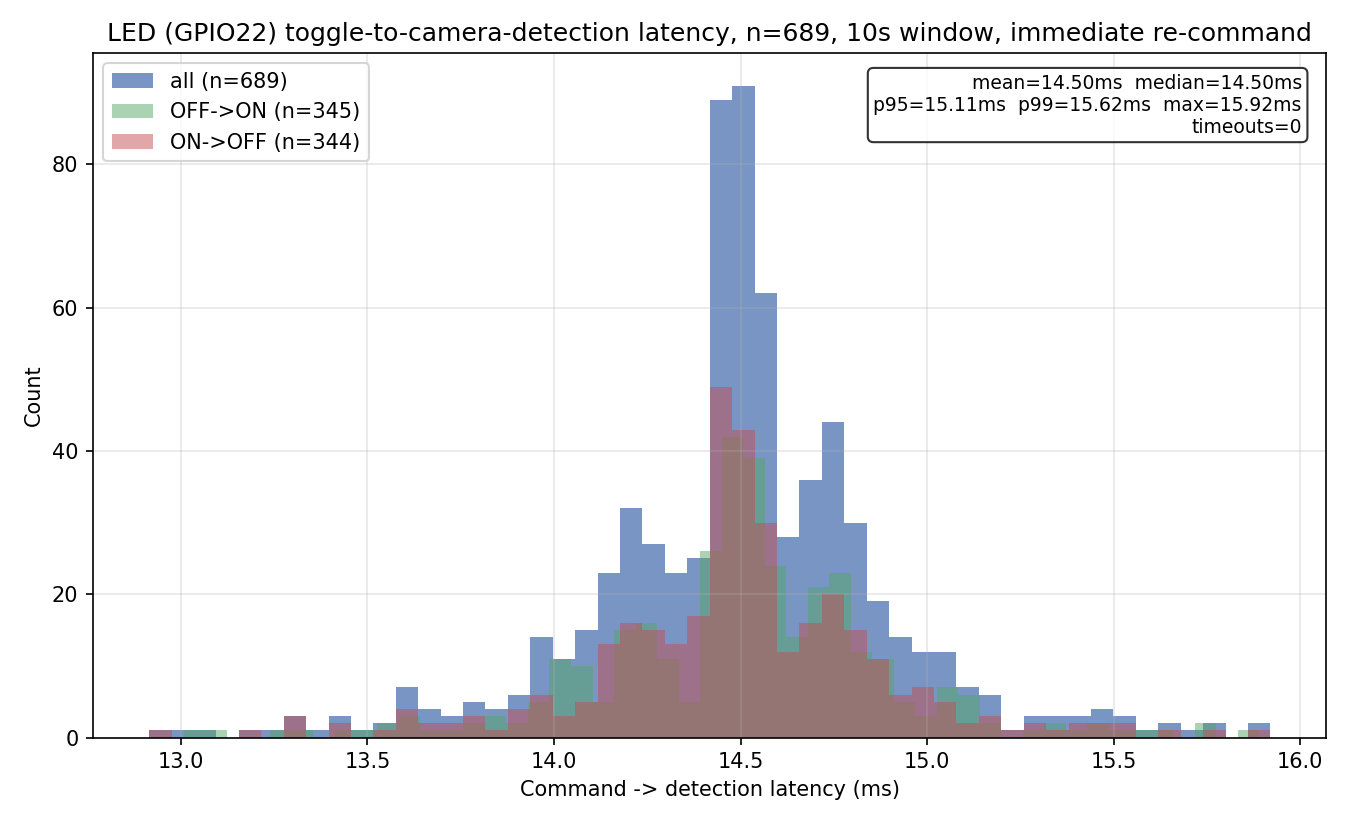 LED (GPIO22) toggle-to-camera-detection latency, n=689, 10s window, immediate re-command
all (n=689)
OFF->ON (n=345)
ON->OFF (n=344)
mean=14.50ms  median=14.50ms
p95=15.11ms  p99=15.62ms  max=15.92ms
timeouts=0
Count
80
60
40
20
0
13.0 13.5 14.0 14.5 15.0 15.5 16.0
Command -> detection latency (ms)